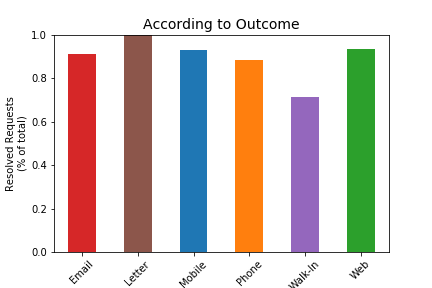 According to Outcome
Resolved Requests
(% of total)
1.0
0.8
0.6
0.4
0.2
0.0
Email
Letter
Mobile
Phone
Walk-In
Web